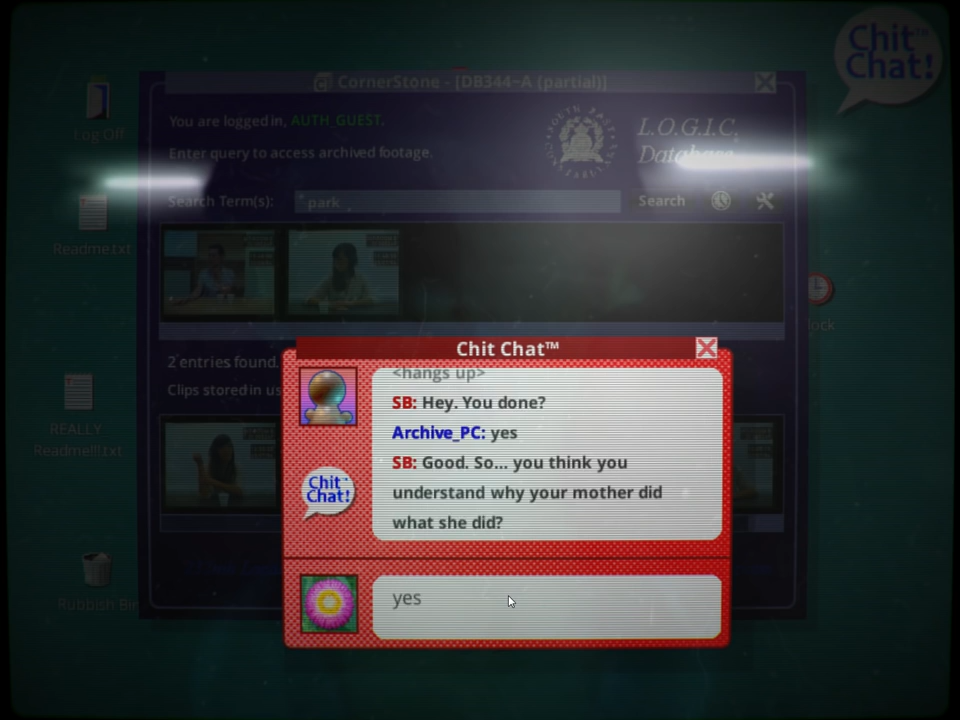 Chit™
Chat!
CornerStone - [DB344-A {partial}]
You are logged in, AUTH_GUEST.
Log Off
L.O.G.I.C.
Database
Enter query to access archived footage.
Search Term(s):
park
Search
Readme.txt
lock
Chit Chat™
2 entries found.
<hangs up>
Clips stored in us
SB: Hey. You done?
Archive_PC: yes
REALLY
Readme!!!.txt
SB: Good. So... you think you
understand why your mother did
what she did?
Chit
Chat!
yes
Rubbish Bin